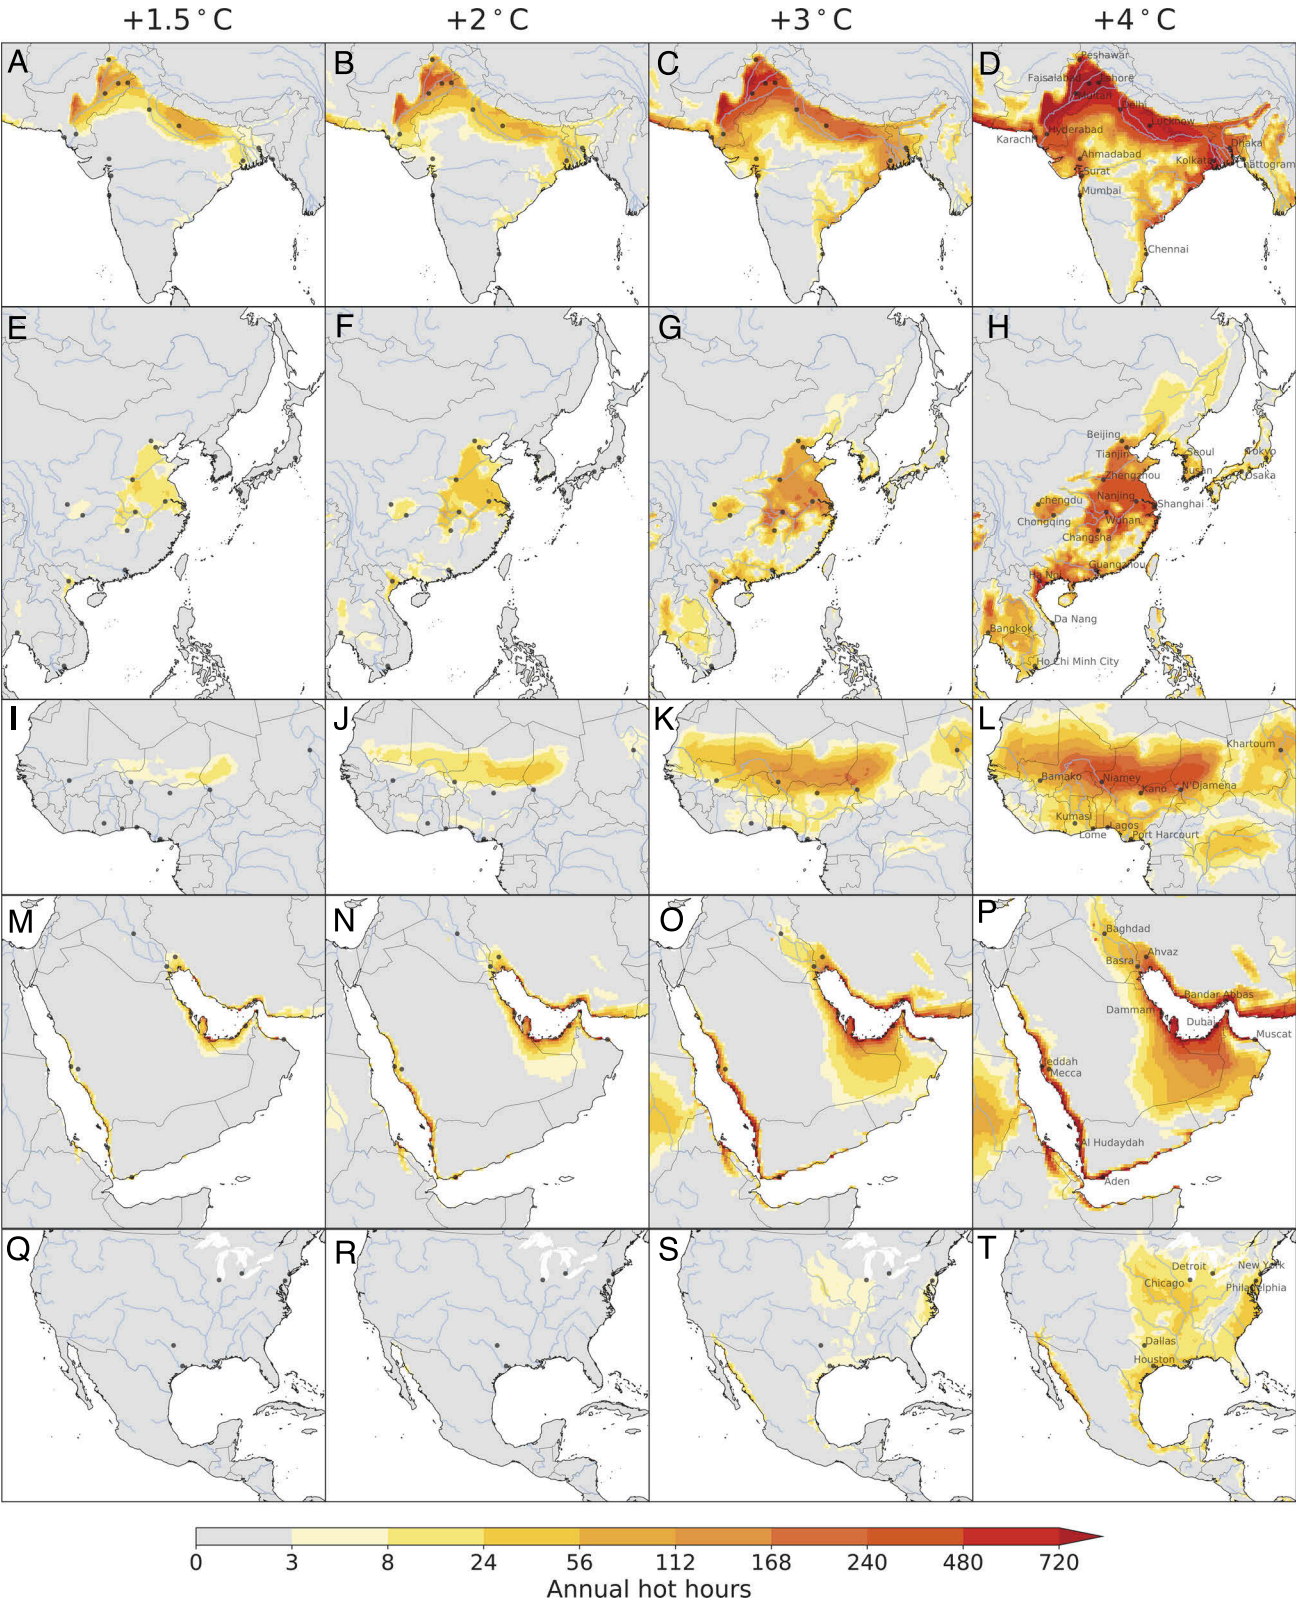 +1.5°C +2°C +3°C +4°C
A B C D
Peshawar
Faisalabad Lahore
Multan
Delhi
Lucknow
Karachi Hyderabad
Dhaka
Ahmadabad Kolkata Chattogram
Surat
Mumbai
Chennai
E F G H
Beijing
Tianjin Seoul Tokyo
Zhengzhou Busan Osaka
chengdu Nanjing Shanghai
Chongqing Wuhan
Changsha
Guangzhou
Ha Noi
Da Nang
Bangkok
Ho Chi Minh City
I J K L
Khartoum
Bamako Niamey
Kano N'Djamena
Kumasi Lagos
Lome Port Harcourt
M N O P
Baghdad
Ahvaz
Basra
Bandar Abbas
Dammam Dubai
Muscat
Jeddah
Mecca
Al Hudaydah
Aden
Q R S T
Detroit New York
Chicago Philadelphia
Dallas
Houston
0 3 8 24 56 112 168 240 480 720
Annual hot hours